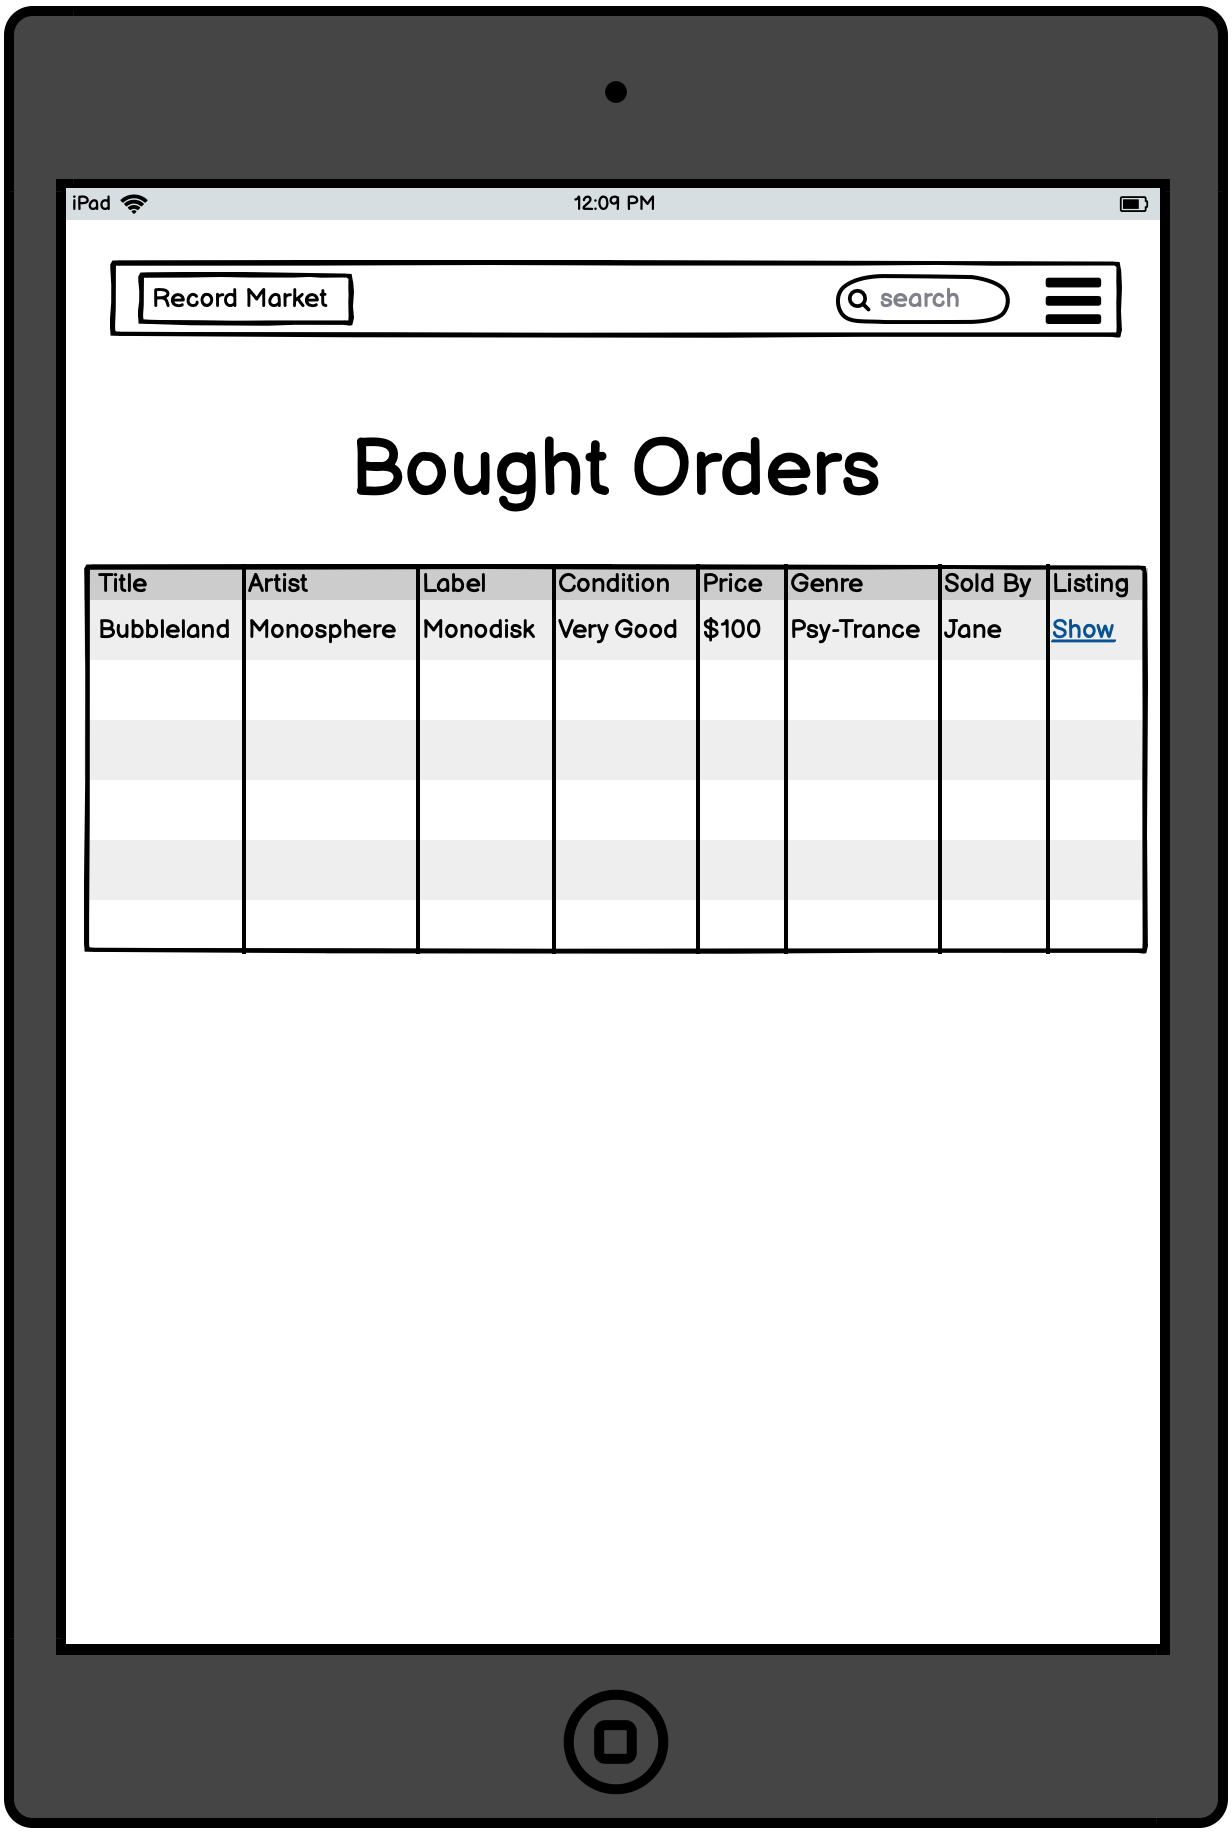 iPad 12:09 PM
Record Market search
Bought Orders
Title Artist Label Condition Price Genre Sold By Listing
Bubbleland Monosphere Monodisk Very Good $100 Psy-Trance Jane Show